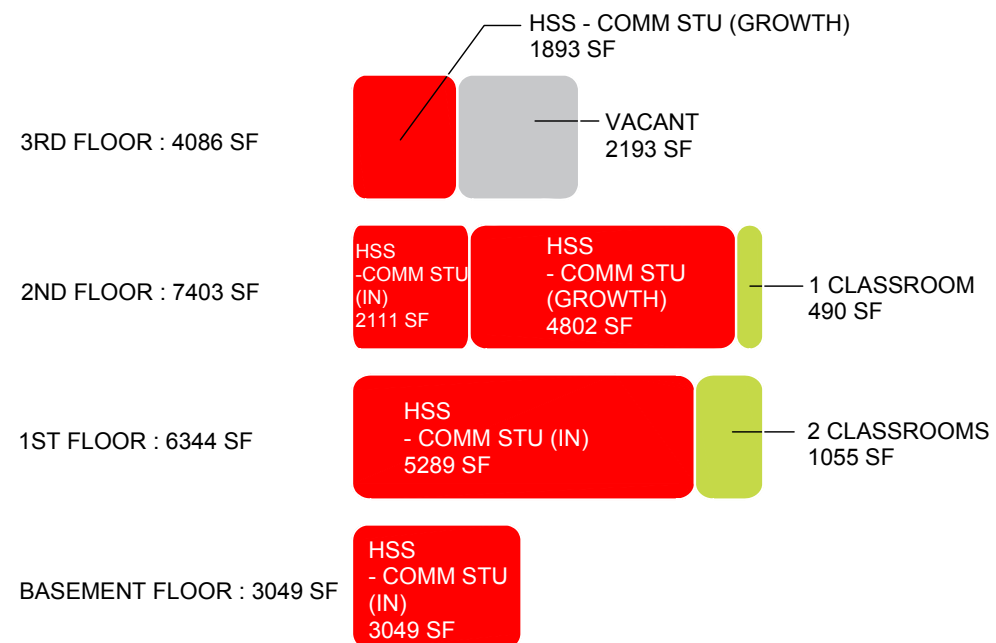 HSS - COMM STU (GROWTH)
1893 SF
3RD FLOOR : 4086 SF
VACANT
2193 SF
2ND FLOOR : 7403 SF
HSS
-COMM STU
(IN)
2111 SF
HSS
- COMM STU
(GROWTH)
4802 SF
1 CLASSROOM
490 SF
1ST FLOOR : 6344 SF
HSS
- COMM STU (IN)
5289 SF
2 CLASSROOMS
1055 SF
BASEMENT FLOOR : 3049 SF
HSS
- COMM STU
(IN)
3049 SF